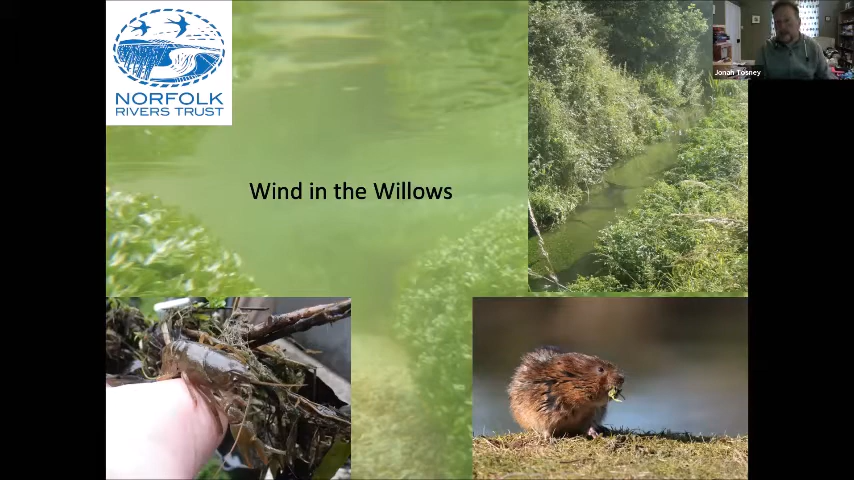 NORFOLK
RIVERS TRUST
Jonah Tosney
Wind in the Willows